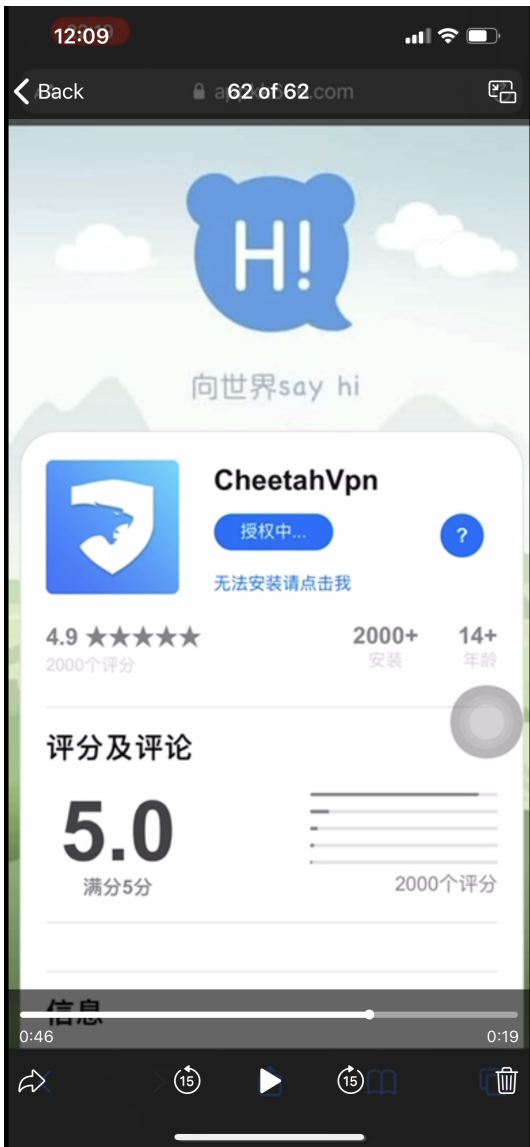 12:09
Back
62 of 62
.com
H!
向世界say hi
CheetahVpn
授权中...
?
无法安装请点击我
4.9 ★★★★★
2000+
14+
2000个评分
安装
年龄
评分及评论
5.0
满分5分
2000个评分
信息
0:46
0:19
15
15